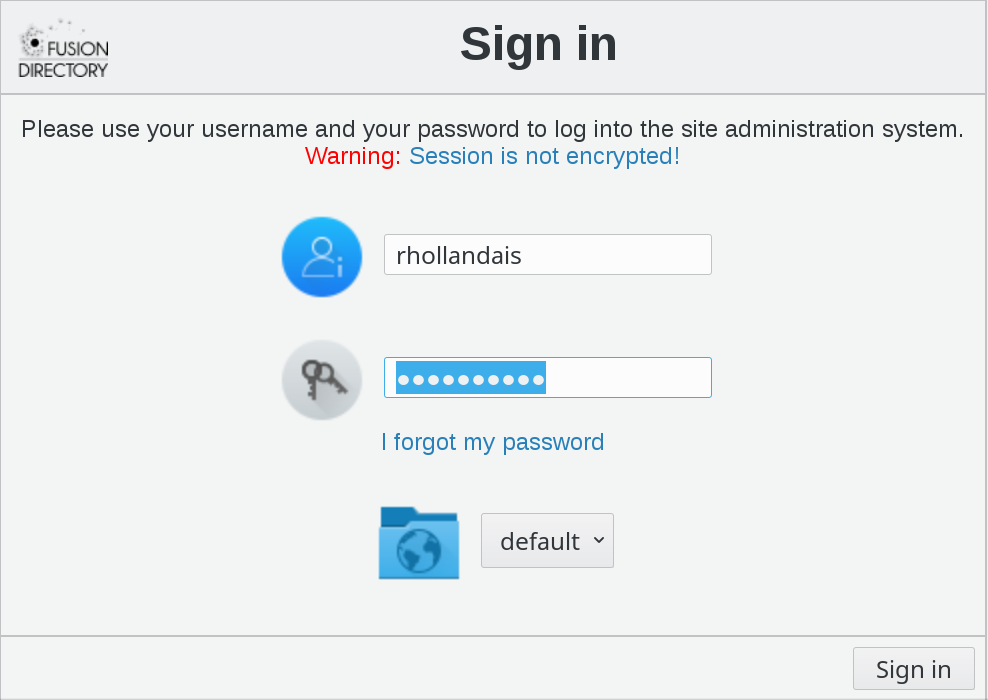 FUSION
DIRECTORY
Sign in
Please use your username and your password to log into the site administration system.
Warning: Session is not encrypted!
rhollandais
●●●●●●●●●●
I forgot my password
default
Sign in